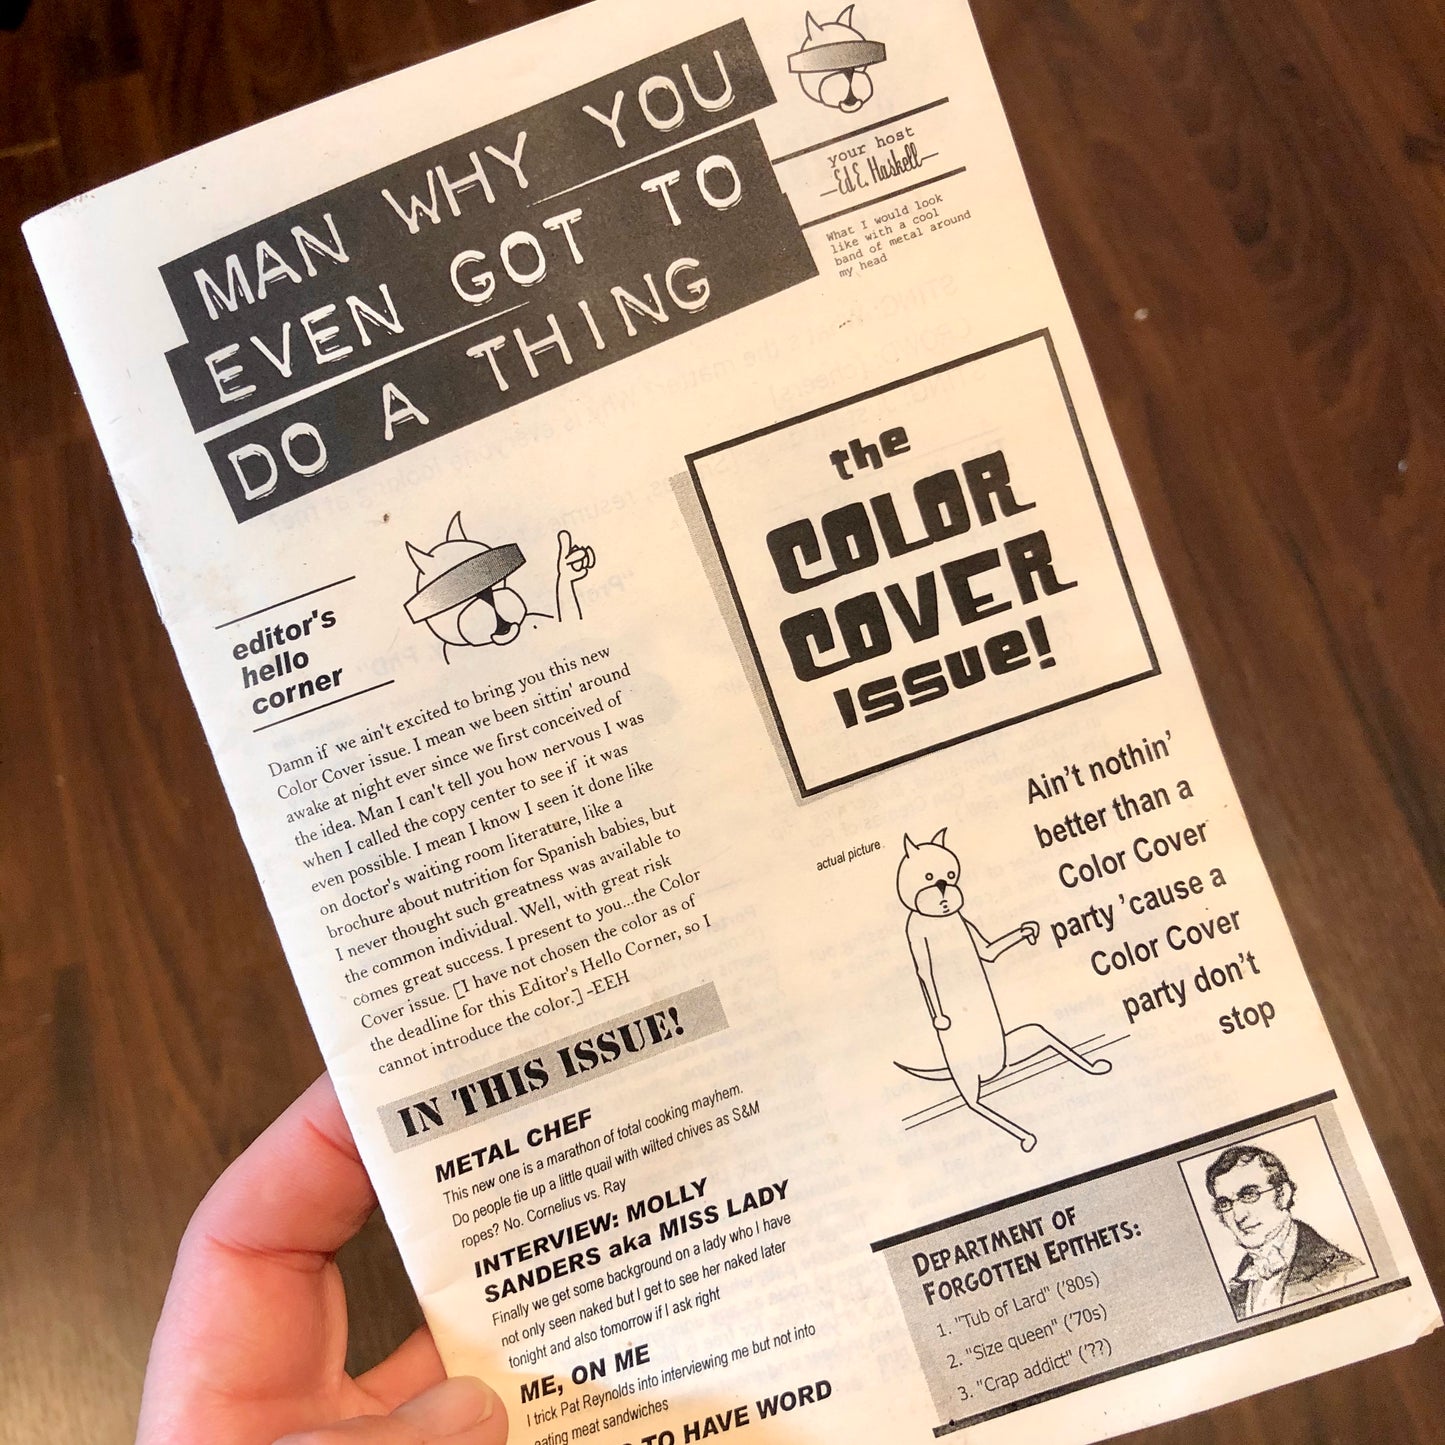 MAN WHY YOU
EVEN GOT TO
DO A THING
your host
Ed E. Haskell
What I would look
like with a cool
band of metal around
my head
editor's
hello
corner
Damn if we ain't excited to bring you this new
Color Cover issue. I mean we been sittin' around
awake at night ever since we first conceived of
the idea. Man I can't tell you how nervous I was
when I called the copy center to see if it was
even possible. I mean I know I seen it done like
on doctor's waiting room literature, like a
brochure about nutrition for Spanish babies, but
I never thought such greatness was available to
the common individual. Well, with great risk
comes great success. I present to you...the Color
Cover issue. [I have not chosen the color as of
the deadline for this Editor's Hello Corner, so I
cannot introduce the color.] -EEH
the
COLOR
COVER
ISSUE!
actual picture
Ain't nothin'
better than a
Color Cover
party 'cause a
Color Cover
party don't
stop
IN THIS ISSUE!
METAL CHEF
This new one is a marathon of total cooking mayhem.
Do people tie up a little quail with wilted chives as S&M
ropes? No. Cornelius vs. Ray
INTERVIEW: MOLLY
SANDERS aka MISS LADY
Finally we get some background on a lady who I have
not only seen naked but I get to see her naked later
tonight and also tomorrow if I ask right
ME, ON ME
I trick Pat Reynolds into interviewing me but not into
eating meat sandwiches
TO HAVE WORD
DEPARTMENT OF
FORGOTTEN EPITHETS:
1. "Tub of Lard" ('80s)
2. "Size queen" ('70s)
3. "Crap addict" ('??)